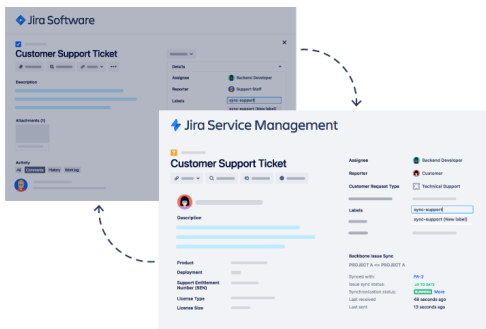 Jira Software
Customer Support Ticket
Description
Attachments (1)
Activity
All Comments History Work log
Details
Assignee Backend Developer
Reporter Support Staff
Labels sync-support
sync-support (New label)
Jira Service Management
Customer Support Ticket
Description
Product
Deployment
Support Entitlement
Number (SEN)
License Type
License Size
Assignee Backend Developer
Reporter Customer
Customer Request Type Technical Support
Labels sync-support
sync-support (New label)
Backbone Issue Sync
PROJECT A <> PROJECT A
Synced with: PA-2
Issue sync status: UP TO DATE
Synchronization status: More
Last received 48 seconds ago
Last sent 13 seconds ago